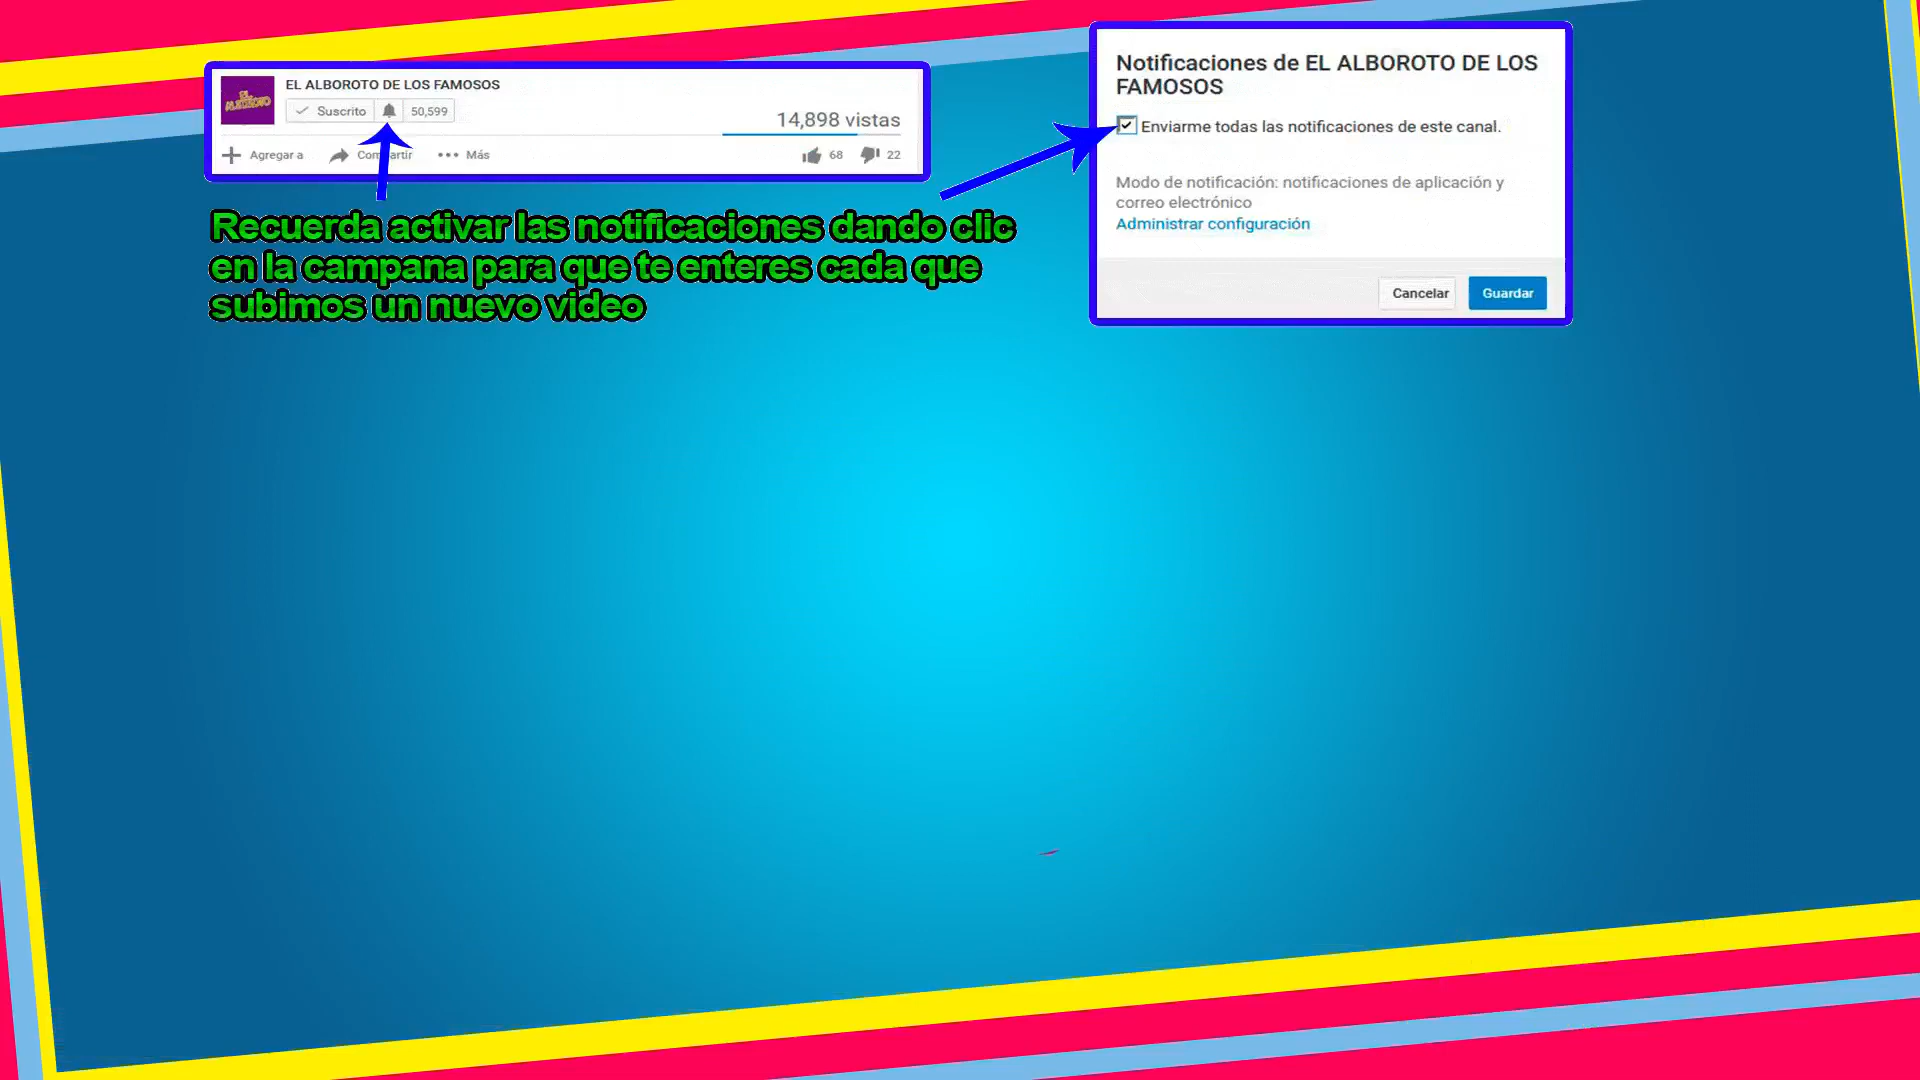 EL ALBOROTO
EL ALBOROTO DE LOS FAMOSOS
Suscrito 50,599
14,898 vistas
Agregar a Compartir Más 68 22
Recuerda activar las notificaciones dando clic
en la campana para que te enteres cada que
subimos un nuevo video
Notificaciones de EL ALBOROTO DE LOS
FAMOSOS
Enviarme todas las notificaciones de este canal.
Modo de notificación: notificaciones de aplicación y
correo electrónico
Administrar configuración
Cancelar Guardar